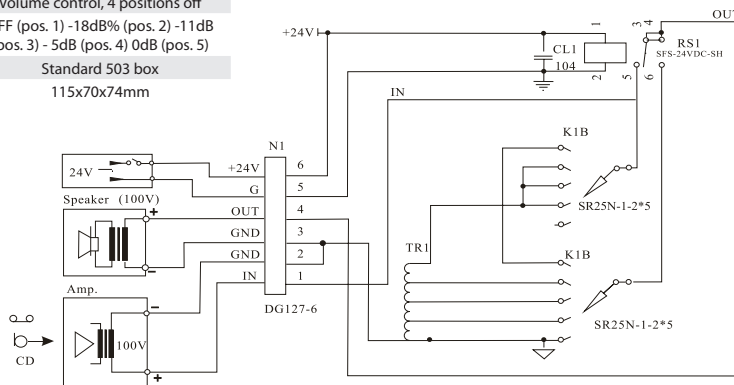 Volume control, 4 positions off
FF (pos. 1) -18dB% (pos. 2) -11dB
pos. 3) - 5dB (pos. 4) 0dB (pos. 5)
Standard 503 box
115x70x74mm
+24V
CL1
104
1
2
3
4
5
6
RS1
SFS-24VDC-SH
OU
IN
K1B
SR25N-1-2*5
K1B
SR25N-1-2*5
TR1
N1
6
5
4
3
2
1
+24V
G
OUT
GND
GND
IN
DG127-6
24V
Speaker (100V)
+
−
Amp.
−
100V
+
CD